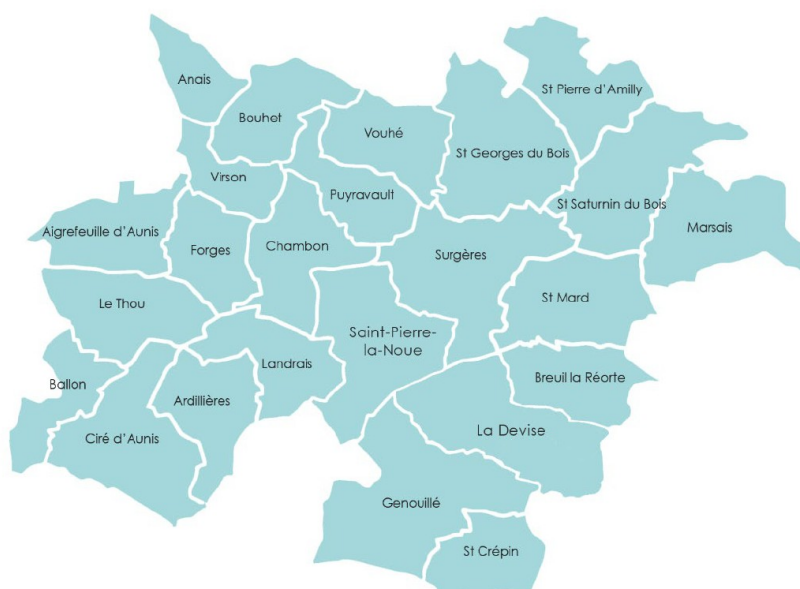 Anais
St Pierre d'Amilly
Bouhet
Vouhé
St Georges du Bois
Virson
Puyravault
St Saturnin du Bois
Marsais
Aigrefeuille d'Aunis
Forges
Chambon
Surgères
Le Thou
St Mard
Saint-Pierre-
la-Noue
Landrais
Ballon
Breuil la Réorte
Ardillières
La Devise
Ciré d'Aunis
Genouillé
St Crépin